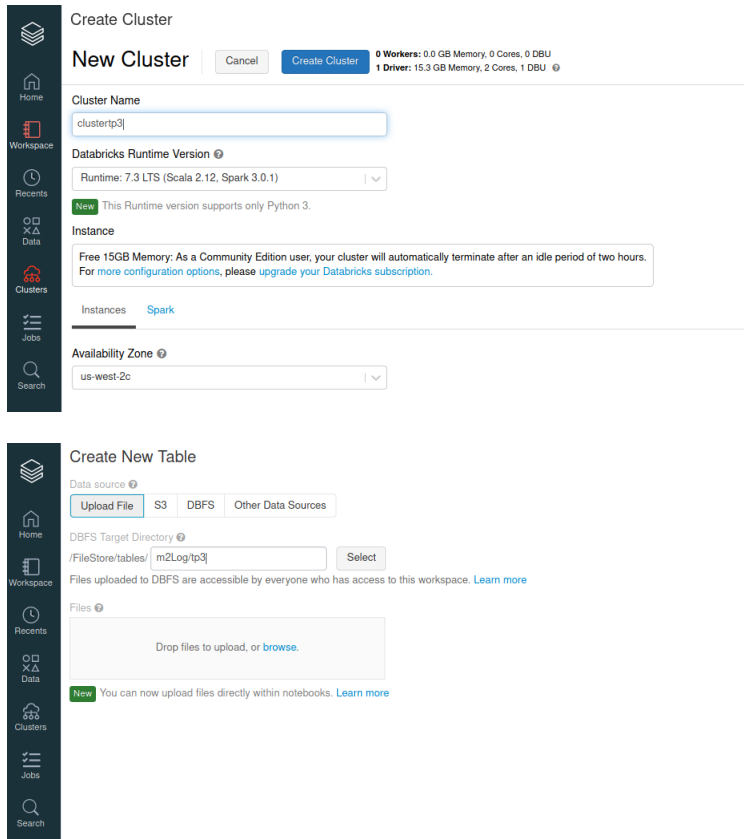 Create Cluster
New Cluster
Cancel
Create Cluster
0 Workers: 0.0 GB Memory, 0 Cores, 0 DBU
1 Driver: 15.3 GB Memory, 2 Cores, 1 DBU
Home
Workspace
Recents
Data
Clusters
Jobs
Search
Cluster Name
clustertp3
Databricks Runtime Version
Runtime: 7.3 LTS (Scala 2.12, Spark 3.0.1)
New This Runtime version supports only Python 3.
Instance
Free 15GB Memory: As a Community Edition user, your cluster will automatically terminate after an idle period of two hours.
For more configuration options, please upgrade your Databricks subscription.
Instances Spark
Availability Zone
us-west-2c
Create New Table
Home
Workspace
Recents
Data
Clusters
Jobs
Search
Data source
Upload File S3 DBFS Other Data Sources
DBFS Target Directory
/FileStore/tables/ m2Log/tp3 Select
Files uploaded to DBFS are accessible by everyone who has access to this workspace. Learn more
Files
Drop files to upload, or browse.
New You can now upload files directly within notebooks. Learn more